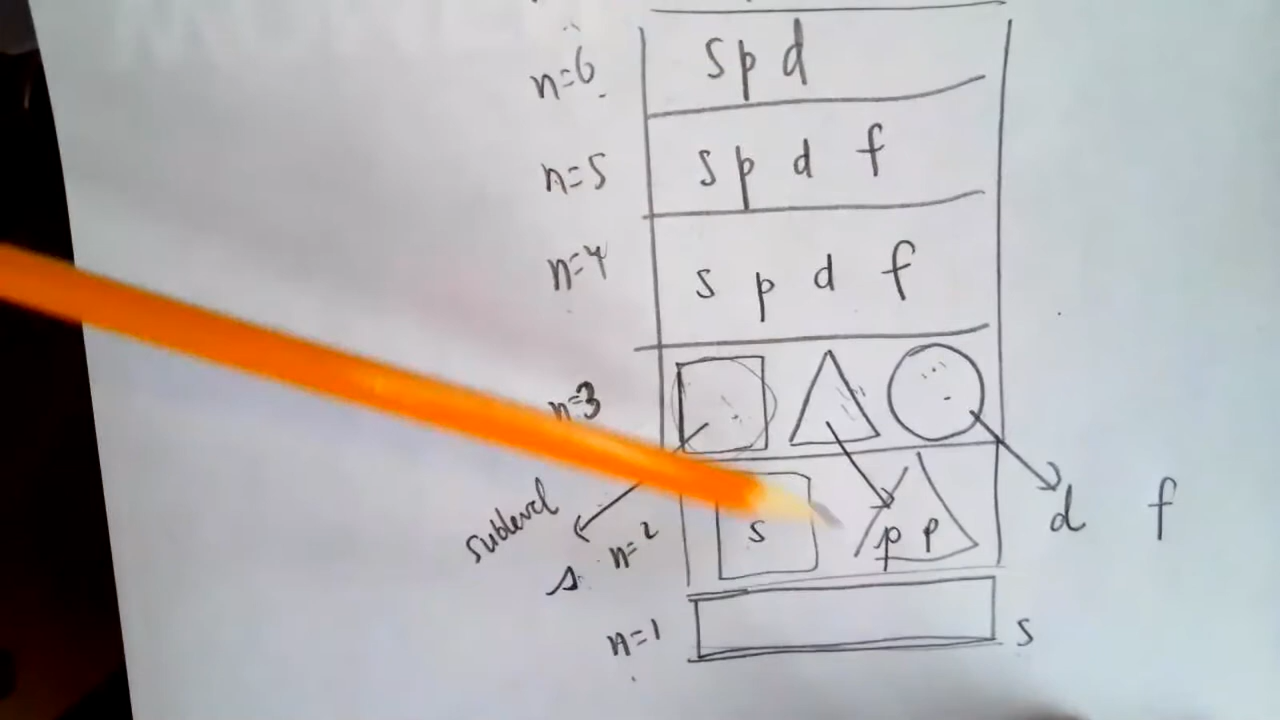 n=6 s p d
n=5 s p d f
n=4 s p d f
n=3
sublevel
s
n=2 s p p
d f
n=1 s